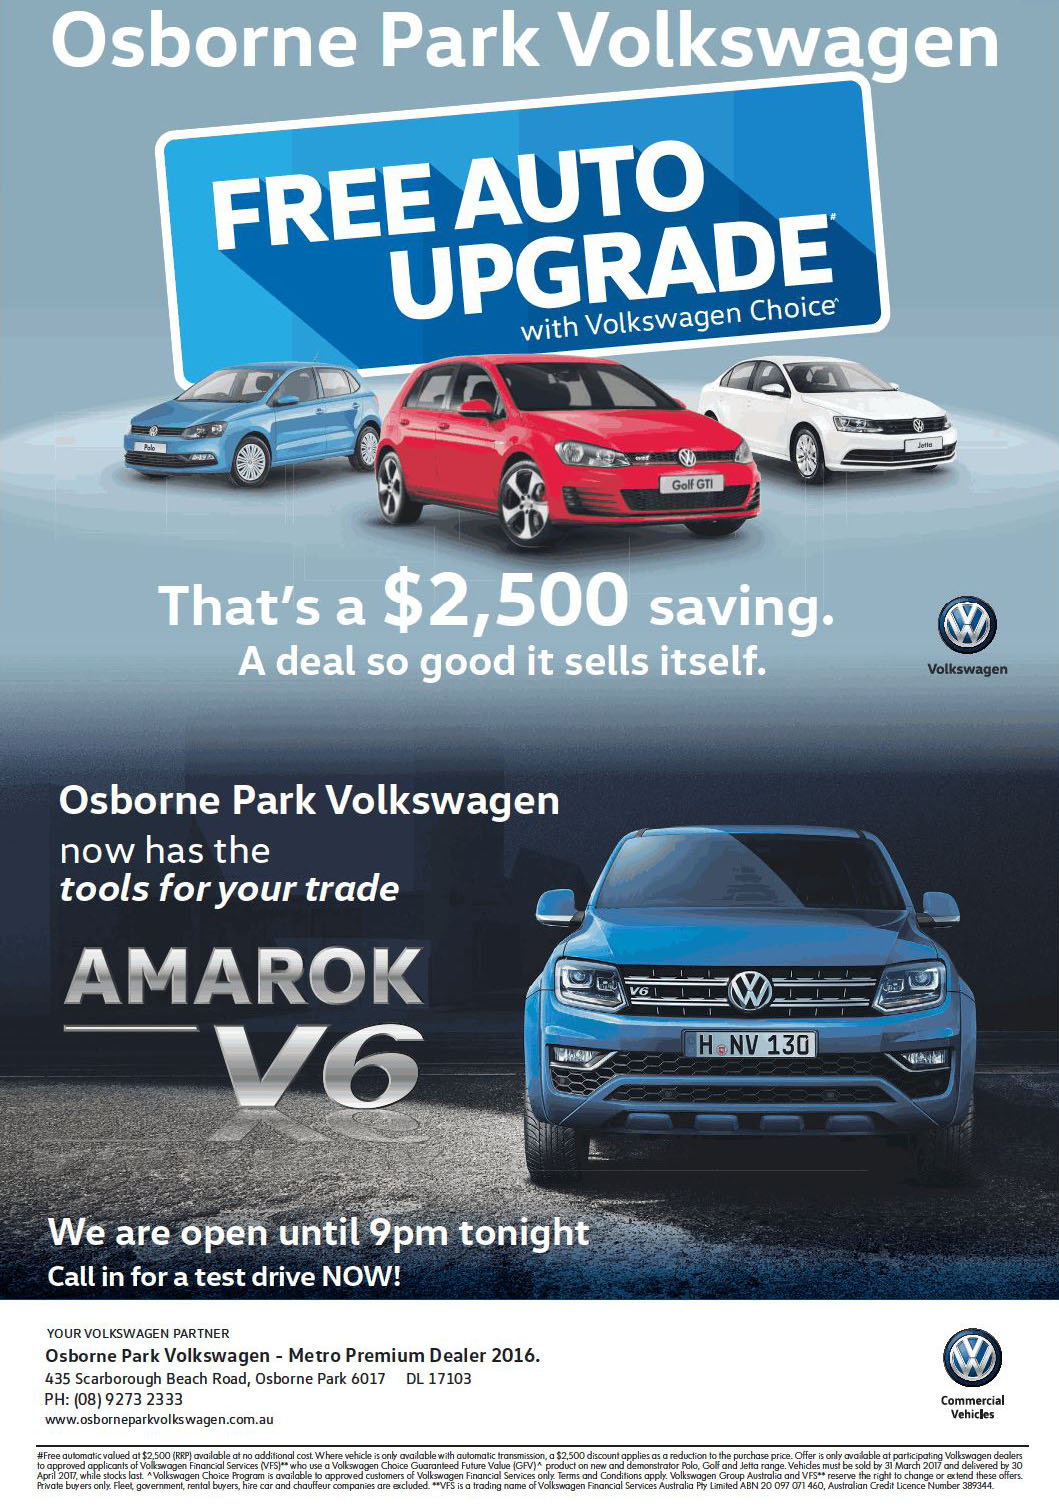 Osborne Park Volkswagen
FREE AUTO
UPGRADE#
with Volkswagen Choice^
Polo
Golf GTI
Jetta
That's a $2,500 saving.
A deal so good it sells itself.
Volkswagen
Osborne Park Volkswagen
now has the
tools for your trade
AMAROK
V6
V6
H NV 130
We are open until 9pm tonight
Call in for a test drive NOW!
YOUR VOLKSWAGEN PARTNER
Osborne Park Volkswagen - Metro Premium Dealer 2016.
435 Scarborough Beach Road, Osborne Park 6017 DL 17103
PH: (08) 9273 2333
www.osborneparkvolkswagen.com.au
Commercial
Vehicles
#Free automatic valued at $2,500 (RRP) available at no additional cost. Where vehicle is only available with automatic transmission, a $2,500 discount applies as a reduction to the purchase price. Offer is only available at participating Volkswagen dealers
to approved applicants of Volkswagen Financial Services (VFS)** who use a Volkswagen Choice Guaranteed Future Value (GFV)^ product on new and demonstrator Polo, Golf and Jetta range. Vehicles must be sold by 31 March 2017 and delivered by 30
April 2017, while stocks last. ^Volkswagen Choice Program is available to approved customers of Volkswagen Financial Services only. Terms and Conditions apply. Volkswagen Group Australia and VFS** reserve the right to change or extend these offers.
Private buyers only. Fleet, government, rental buyers, hire car and chauffeur companies are excluded. **VFS is a trading name of Volkswagen Financial Services Australia Pty Limited ABN 20 097 071 460, Australian Credit Licence Number 389344.